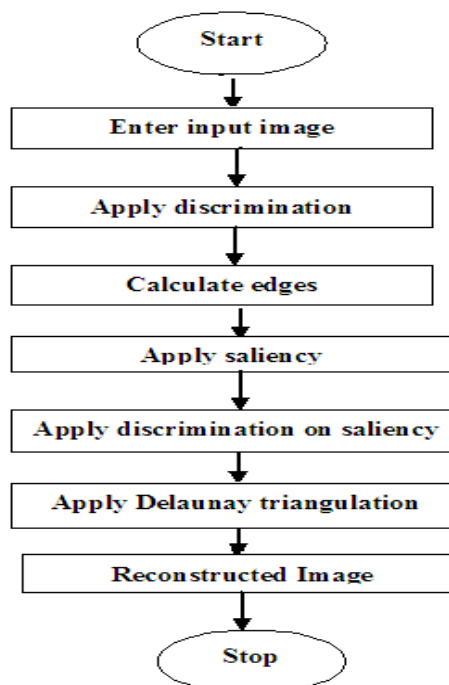 Start
Enter input image
Apply discrimination
Calculate edges
Apply saliency
Apply discrimination on saliency
Apply Delaunay triangulation
Reconstructed Image
Stop